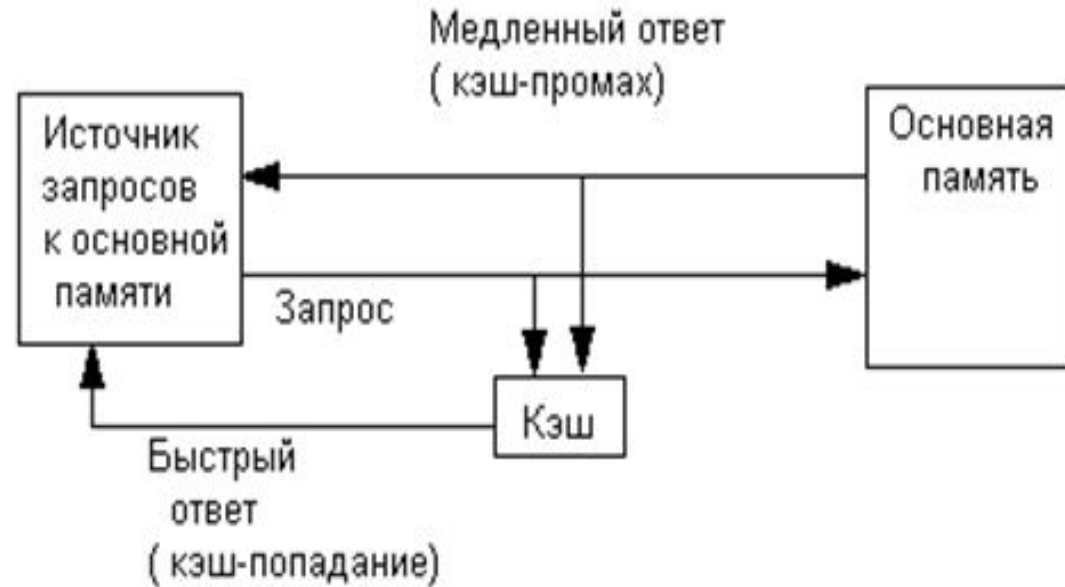 Медленный ответ
( кэш-промах)
Источник
запросов
к основной
памяти
Основная
память
Запрос
Кэш
Быстрый
ответ
( кэш-попадание)